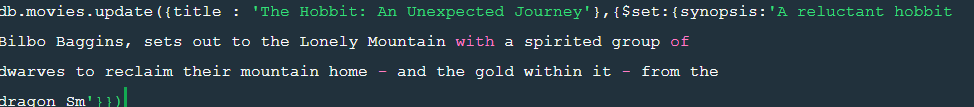 db.movies.update({title : 'The Hobbit: An Unexpected Journey'},{$set:{synopsis:'A reluctant hobbit
Bilbo Baggins, sets out to the Lonely Mountain with a spirited group of
dwarves to reclaim their mountain home - and the gold within it - from the
dragon Sm'}})